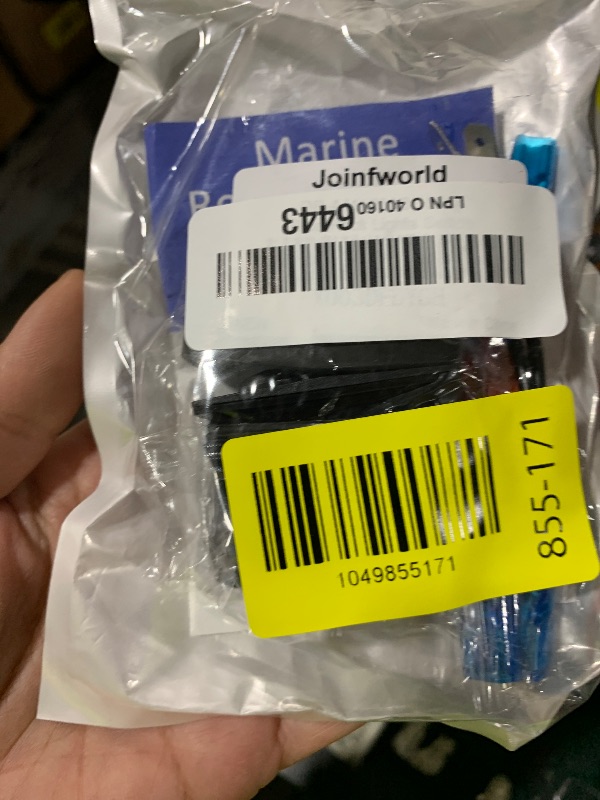 Marine
Joinfworld
LPN O 40160 6443
1049855171
855-171